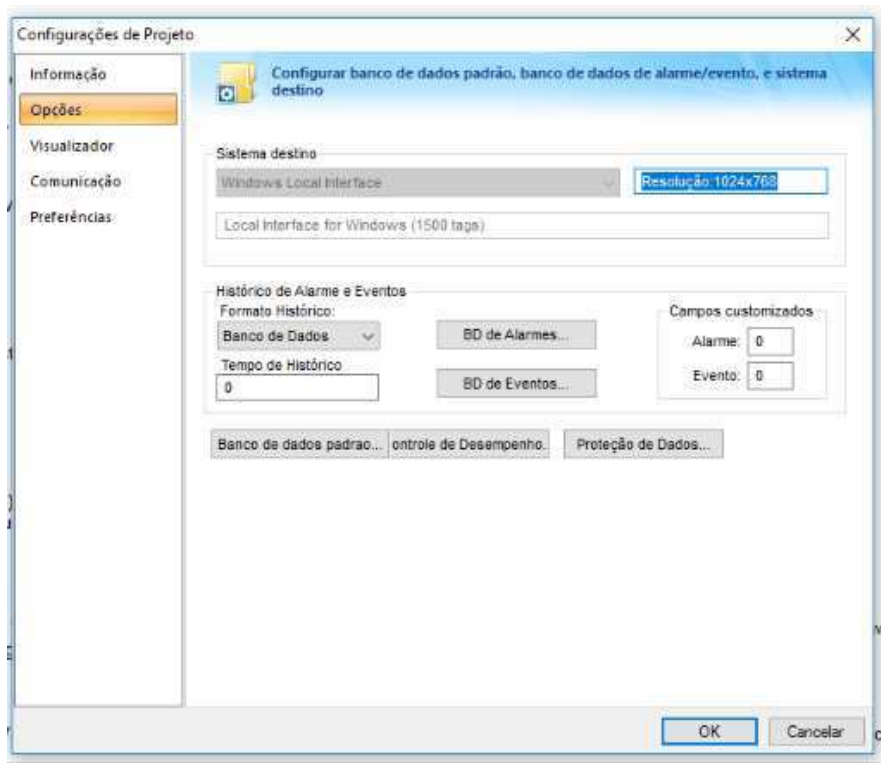 Configurações de Projeto
Informação
Opções
Visualizador
Comunicação
Preferências
Configurar banco de dados padrão, banco de dados de alarme/evento, e sistema
destino
Sistema destino
Windows Local Interface
Resolução:1024x768
Local Interface for Windows (1500 tags)
Histórico de Alarme e Eventos
Formato Histórico:
Banco de Dados
BD de Alarmes...
Tempo de Histórico
0
BD de Eventos...
Campos customizados
Alarme: 0
Evento: 0
Banco de dados padrao...
ontrole de Desempenho.
Proteção de Dados...
OK
Cancelar